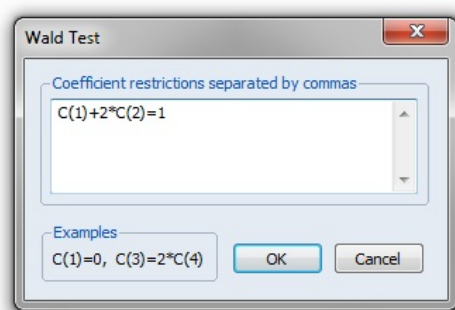 Wald Test
Coefficient restrictions separated by commas
C(1)+2*C(2)=1
Examples
C(1)=0, C(3)=2*C(4)
OK
Cancel